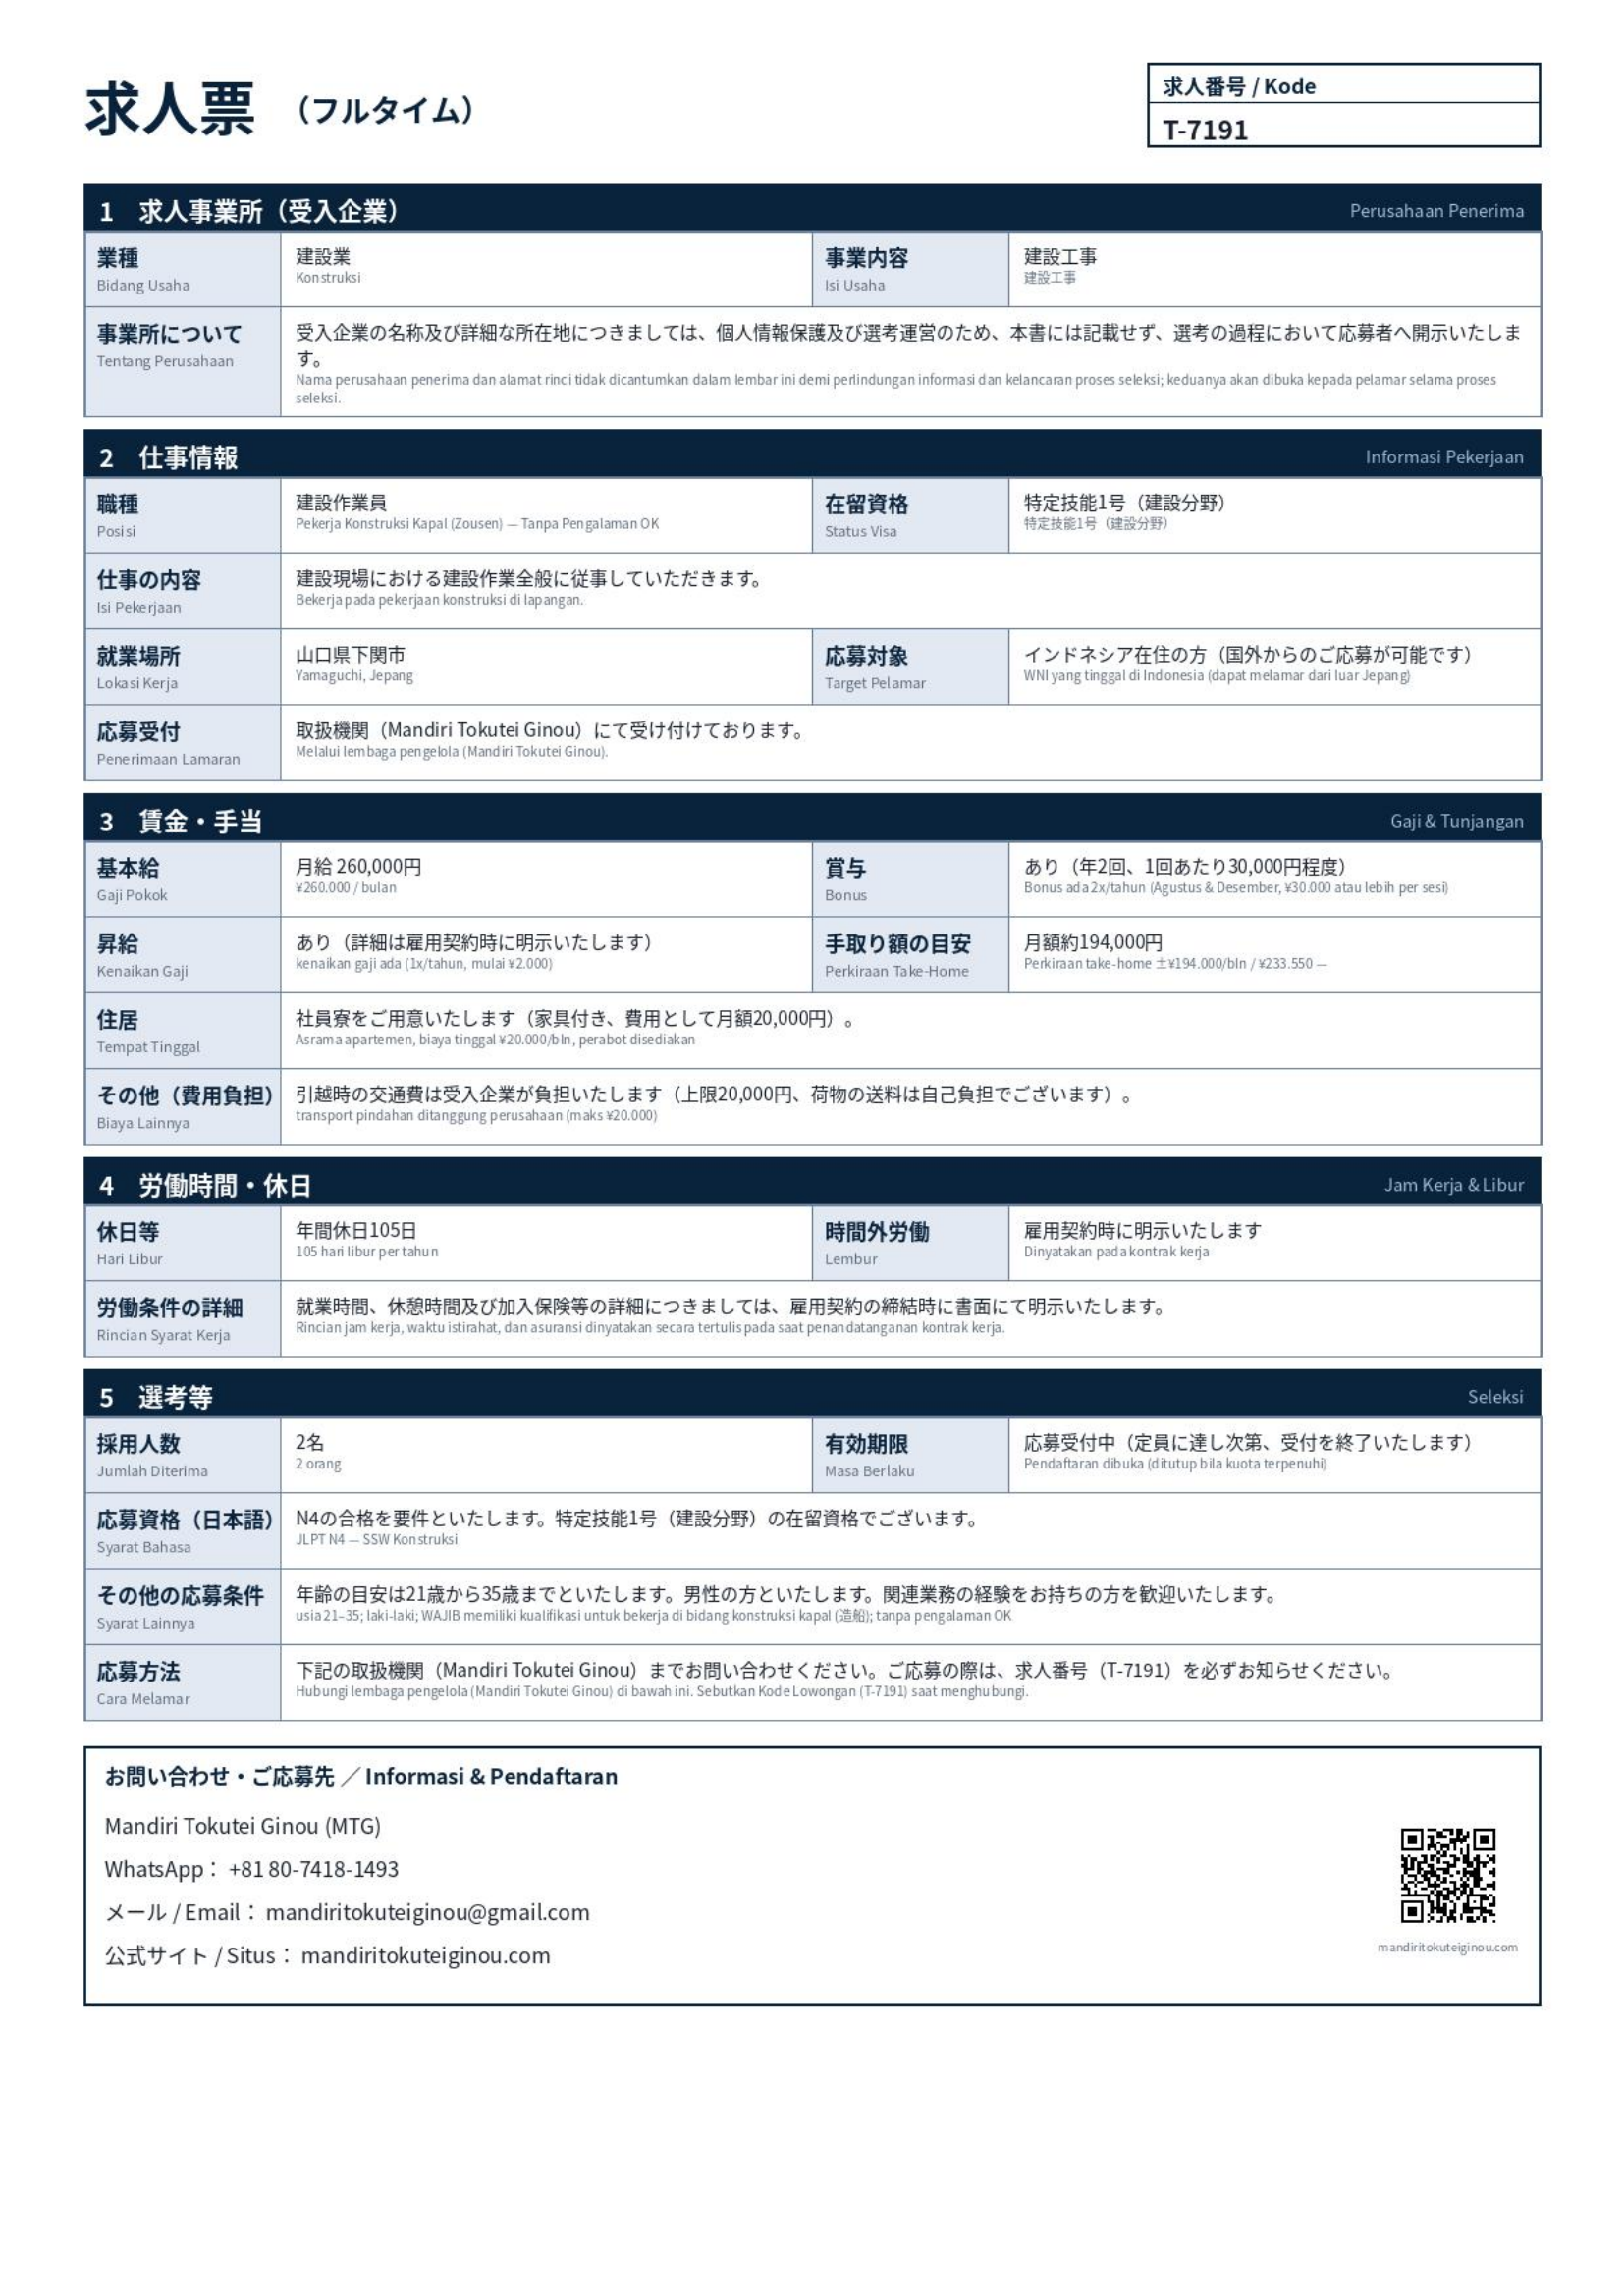 求人票 （フルタイム）
求人番号 / Kode
T-7191
1 求人事業所（受入企業） Perusahaan Penerima
業種
Bidang Usaha
建設業
Konstruksi
事業内容
Isi Usaha
建設工事
建設工事
事業所について
Tentang Perusahaan
受入企業の名称及び詳細な所在地につきましては、個人情報保護及び選考運営のため、本書には記載せず、選考の過程において応募者へ開示いたしま
す。
Nama perusahaan penerima dan alamat rinci tidak dicantumkan dalam lembar ini demi perlindungan informasi dan kelancaran proses seleksi; keduanya akan dibuka kepada pelamar selama proses
seleksi.
2 仕事情報 Informasi Pekerjaan
職種
Posisi
建設作業員
Pekerja Konstruksi Kapal (Zousen) — Tanpa Pengalaman OK
在留資格
Status Visa
特定技能1号（建設分野）
特定技能1号（建設分野）
仕事の内容
Isi Pekerjaan
建設現場における建設作業全般に従事していただきます。
Bekerja pada pekerjaan konstruksi di lapangan.
就業場所
Lokasi Kerja
山口県下関市
Yamaguchi, Jepang
応募対象
Target Pelamar
インドネシア在住の方（国外からのご応募が可能です）
WNI yang tinggal di Indonesia (dapat melamar dari luar Jepang)
応募受付
Penerimaan Lamaran
取扱機関（Mandiri Tokutei Ginou）にて受け付けております。
Melalui lembaga pengelola (Mandiri Tokutei Ginou).
3 賃金・手当 Gaji & Tunjangan
基本給
Gaji Pokok
月給 260,000円
¥260.000 / bulan
賞与
Bonus
あり（年2回、1回あたり30,000円程度）
Bonus ada 2x/tahun (Agustus & Desember, ¥30.000 atau lebih per sesi)
昇給
Kenaikan Gaji
あり（詳細は雇用契約時に明示いたします）
kenaikan gaji ada (1x/tahun, mulai ¥2.000)
手取り額の目安
Perkiraan Take-Home
月額約194,000円
Perkiraan take-home ±¥194.000/bln / ¥233.550 —
住居
Tempat Tinggal
社員寮をご用意いたします（家具付き、費用として月額20,000円）。
Asrama apartemen, biaya tinggal ¥20.000/bln, perabot disediakan
その他（費用負担）
Biaya Lainnya
引越時の交通費は受入企業が負担いたします（上限20,000円、荷物の送料は自己負担でございます）。
transport pindahan ditanggung perusahaan (maks ¥20.000)
4 労働時間・休日 Jam Kerja & Libur
休日等
Hari Libur
年間休日105日
105 hari libur per tahun
時間外労働
Lembur
雇用契約時に明示いたします
Dinyatakan pada kontrak kerja
労働条件の詳細
Rincian Syarat Kerja
就業時間、休憩時間及び加入保険等の詳細につきましては、雇用契約の締結時に書面にて明示いたします。
Rincian jam kerja, waktu istirahat, dan asuransi dinyatakan secara tertulis pada saat penandatanganan kontrak kerja.
5 選考等 Seleksi
採用人数
Jumlah Diterima
2名
2 orang
有効期限
Masa Berlaku
応募受付中（定員に達し次第、受付を終了いたします）
Pendaftaran dibuka (ditutup bila kuota terpenuhi)
応募資格（日本語）
Syarat Bahasa
N4の合格を要件といたします。特定技能1号（建設分野）の在留資格でございます。
JLPT N4 — SSW Konstruksi
その他の応募条件
Syarat Lainnya
年齢の目安は21歳から35歳までといたします。男性の方といたします。関連業務の経験をお持ちの方を歓迎いたします。
usia 21–35; laki-laki; WAJIB memiliki kualifikasi untuk bekerja di bidang konstruksi kapal (造船); tanpa pengalaman OK
応募方法
Cara Melamar
下記の取扱機関（Mandiri Tokutei Ginou）までお問い合わせください。ご応募の際は、求人番号（T-7191）を必ずお知らせください。
Hubungi lembaga pengelola (Mandiri Tokutei Ginou) di bawah ini. Sebutkan Kode Lowongan (T-7191) saat menghubungi.
お問い合わせ・ご応募先 ／ Informasi & Pendaftaran
Mandiri Tokutei Ginou (MTG)
WhatsApp： +81 80-7418-1493
メール / Email： mandiritokuteiginou@gmail.com
公式サイト / Situs： mandiritokuteiginou.com
mandiritokuteiginou.com